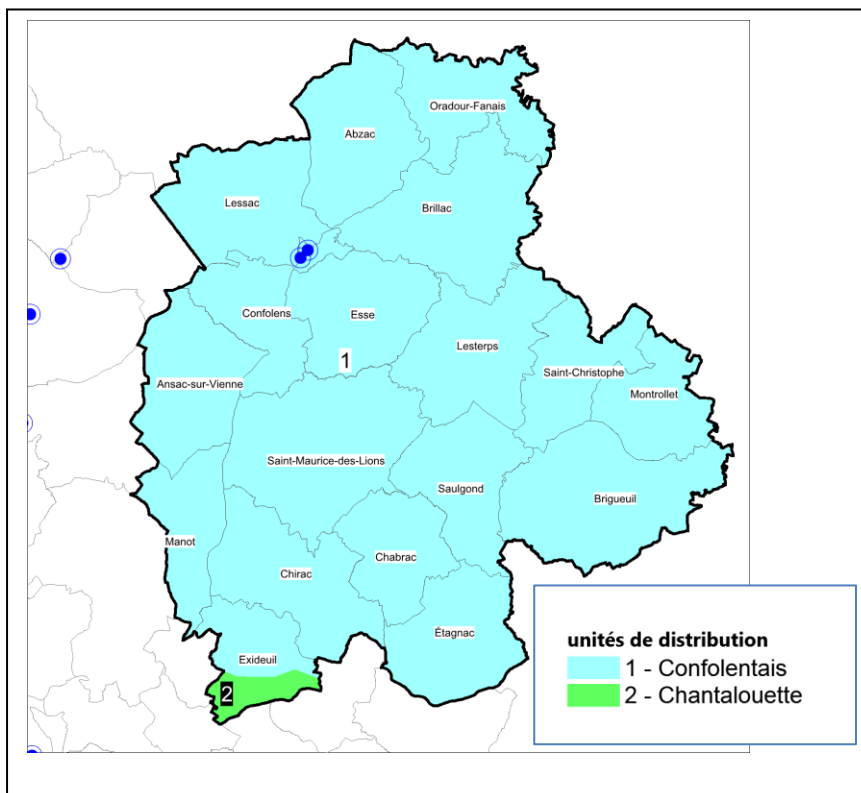 Oradour-Fanais
Abzac
Lessac
Brillac
Confolens
Esse
Lesterps
1
Saint-Christophe
Ansac-sur-Vienne
Montrollet
Saint-Maurice-des-Lions
Saulgond
Brigueuil
Manot
Chabrac
Chirac
Étagnac
Exideuil
2
unités de distribution
1 - Confolentais
2 - Chantalouette